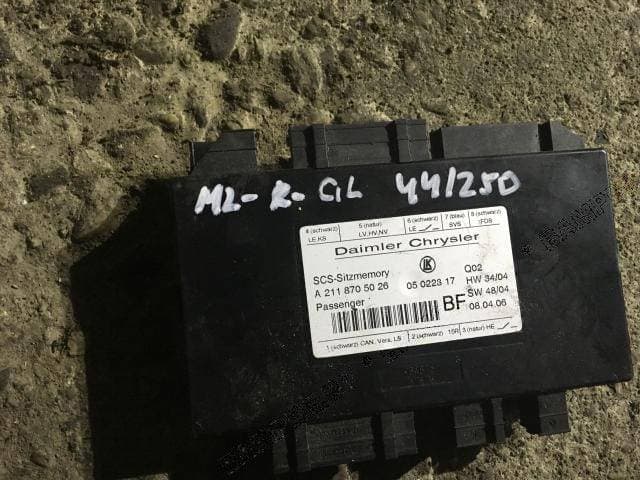 ML-R-GL 44/250
4 (schwarz) 5 (natur) 6 (schwarz) 7 (blau) 8 (schwarz)
LE,KS LV,HV,NV LE SVS FDS
Daimler Chrysler
SCS-Sitzmemory LK Q02
A 211 870 50 26 05 0223 17 HW 34/04
Passenger BF SW 48/04
08.04.06
1 (schwarz) CAN, Vers, LS 2 (schwarz) 15R 3 (natur) HE